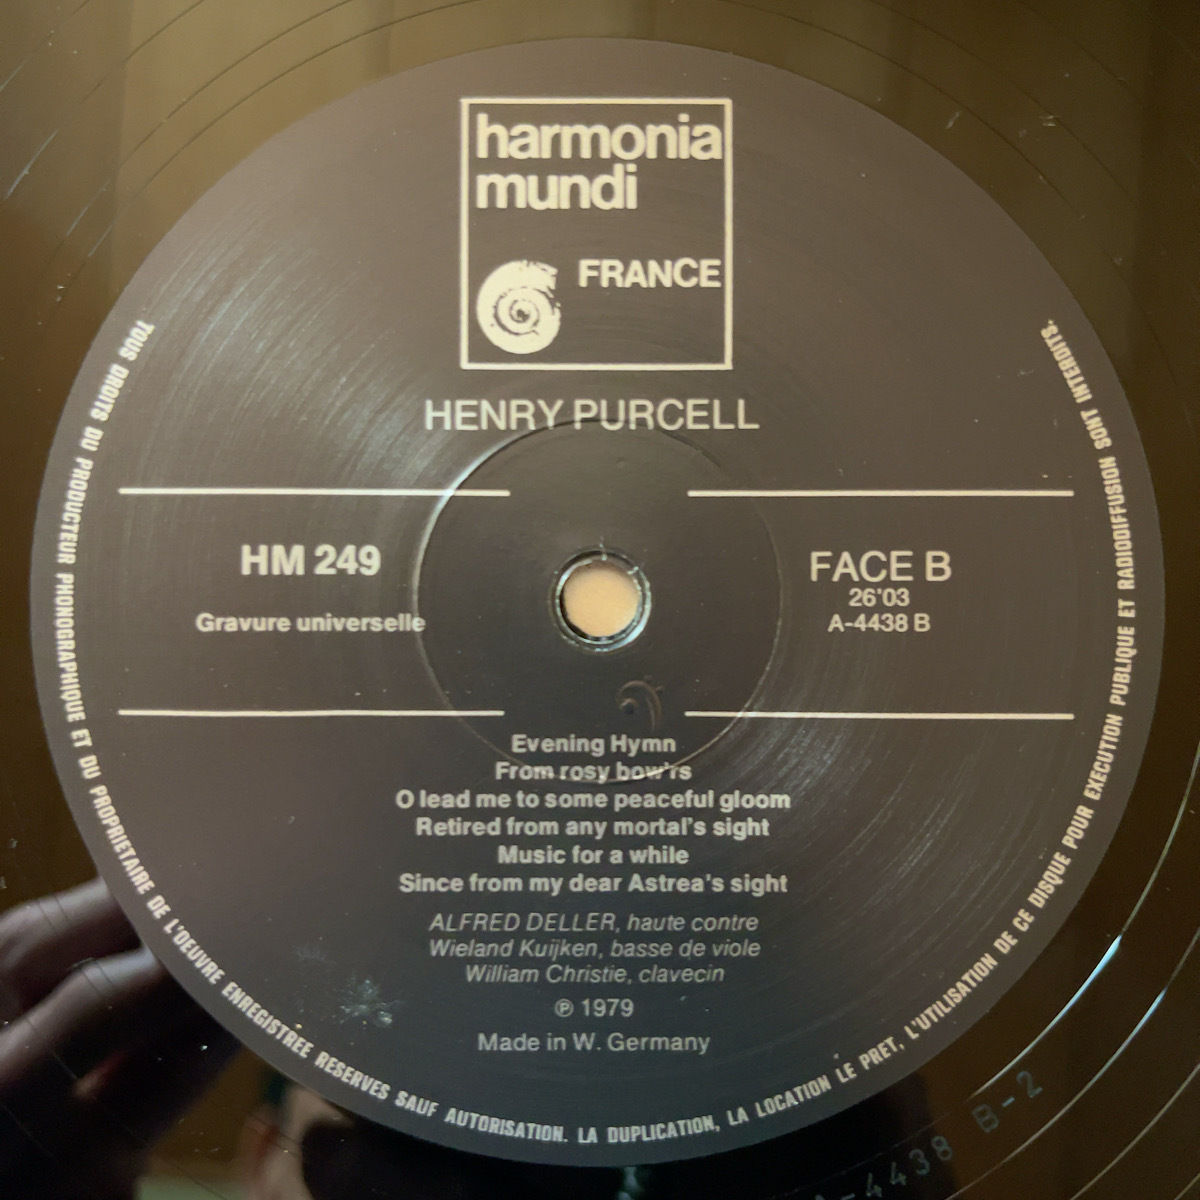 harmonia
mundi
FRANCE
HENRY PURCELL
HM 249
Gravure universelle
FACE B
26'03
A-4438 B
Evening Hymn
From rosy bow'rs
O lead me to some peaceful gloom
Retired from any mortal's sight
Music for a while
Since from my dear Astrea's sight
ALFRED DELLER, haute contre
Wieland Kuijken, basse de viole
William Christie, clavecin
℗ 1979
Made in W. Germany
TOUS DROITS DU PRODUCTEUR PHONOGRAPHIQUE ET DU PROPRIETAIRE DE L'OEUVRE ENREGISTREE RESERVES SAUF AUTORISATION. LA DUPLICATION, LA LOCATION LE PRET, L'UTILISATION DE CE DISQUE POUR EXECUTION PUBLIQUE ET RADIODIFFUSION SONT INTERDITS.
A-4438 B-2